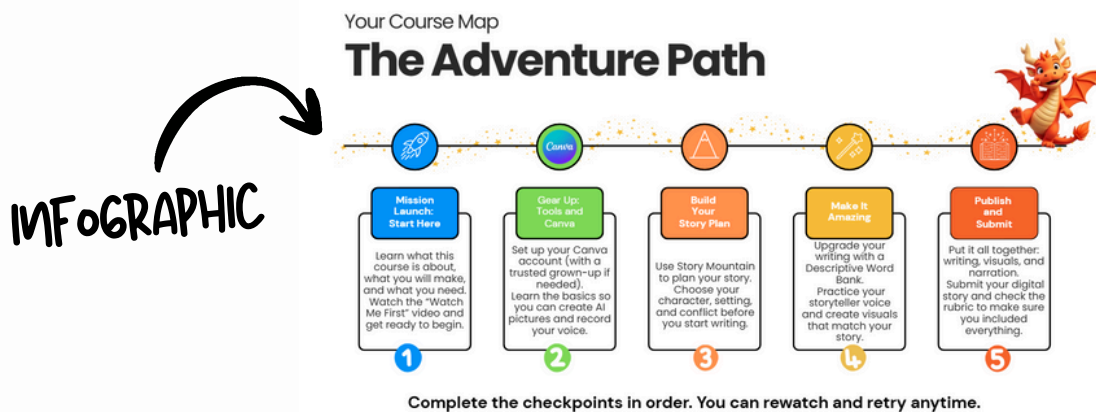 Your Course Map
The Adventure Path
INFOGRAPHIC
Canva
Mission
Launch:
Start Here
Learn what this
course is about,
what you will make,
and what you need.
Watch the “Watch
Me First” video and
get ready to begin.
1
Gear Up:
Tools and
Canva
Set up your Canva
account (with a
trusted grown-up if
needed).
Learn the basics so
you can create AI
pictures and record
your voice.
2
Build
Your
Story Plan
Use Story Mountain
to plan your story.
Choose your
character, setting,
and conflict before
you start writing.
3
Make It
Amazing
Upgrade your
writing with a
Descriptive Word
Bank.
Practice your
storyteller voice
and create visuals
that match your
story.
4
Publish
and
Submit
Put it all together:
writing, visuals, and
narration.
Submit your digital
story and check the
rubric to make sure
you included
everything.
5
Complete the checkpoints in order. You can rewatch and retry anytime.